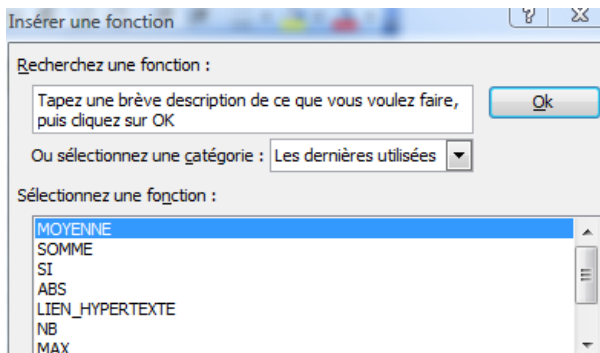 Insérer une fonction
Recherchez une fonction :
Tapez une brève description de ce que vous voulez faire,
puis cliquez sur OK
Ok
Ou sélectionnez une catégorie : Les dernières utilisées
Sélectionnez une fonction :
MOYENNE
SOMME
SI
ABS
LIEN_HYPERTEXTE
NB
MAX